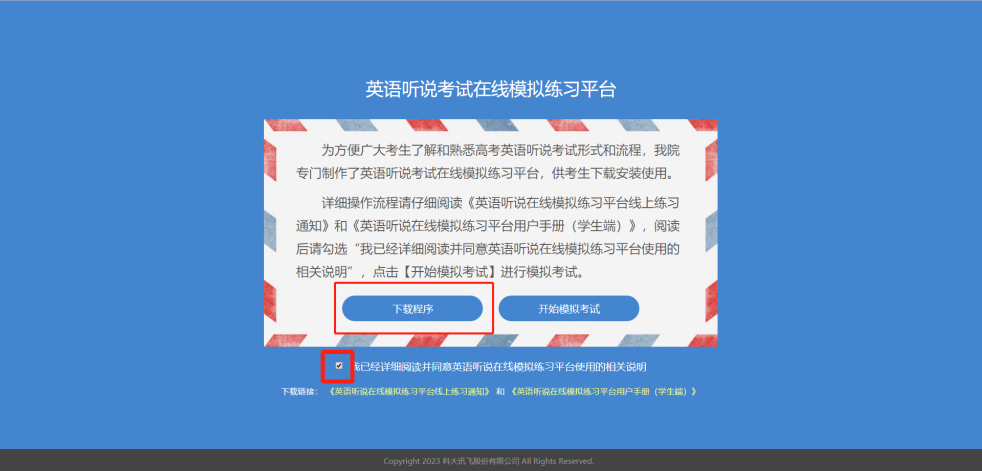 英语听说考试在线模拟练习平台
为方便广大考生了解和熟悉高考英语听说考试形式和流程，我院
专门制作了英语听说考试在线模拟练习平台，供考生下载安装使用。
详细操作流程请仔细阅读《英语听说在线模拟练习平台线上练习
通知》和《英语听说在线模拟练习平台用户手册（学生端）》，阅读
后请勾选“我已经详细阅读并同意英语听说在线模拟练习平台使用的
相关说明”，点击【开始模拟考试】进行模拟考试。
下载程序 开始模拟考试
我已经详细阅读并同意英语听说在线模拟练习平台使用的相关说明
下载链接：《英语听说在线模拟练习平台线上练习通知》 和 《英语听说在线模拟练习平台用户手册（学生端）》
Copyright 2023 科大讯飞股份有限公司 All Rights Reserved.